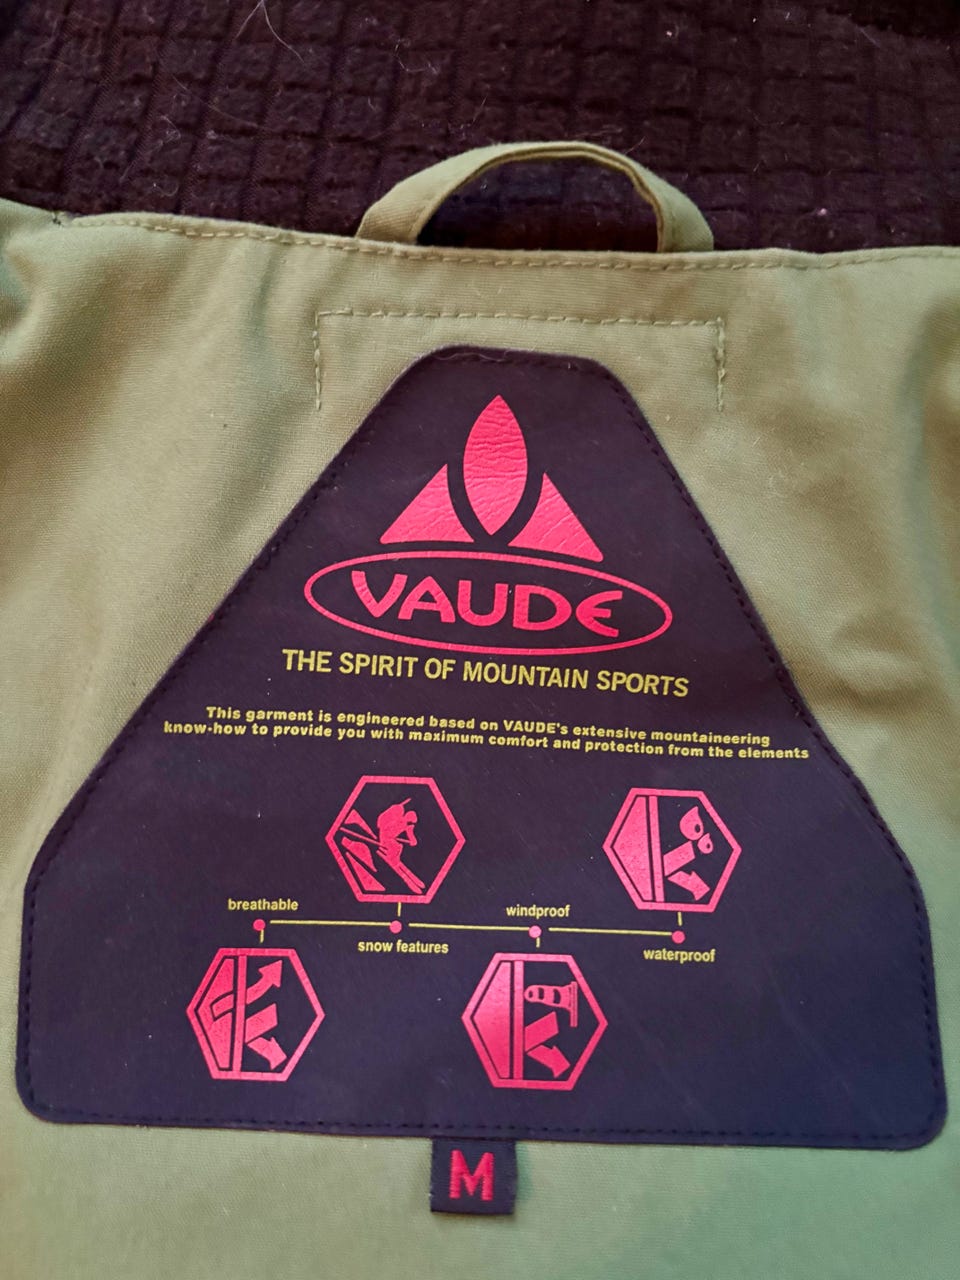 VAUDE
THE SPIRIT OF MOUNTAIN SPORTS
This garment is engineered based on VAUDE's extensive mountaineering
know-how to provide you with maximum comfort and protection from the elements
breathable
snow features
windproof
waterproof
M